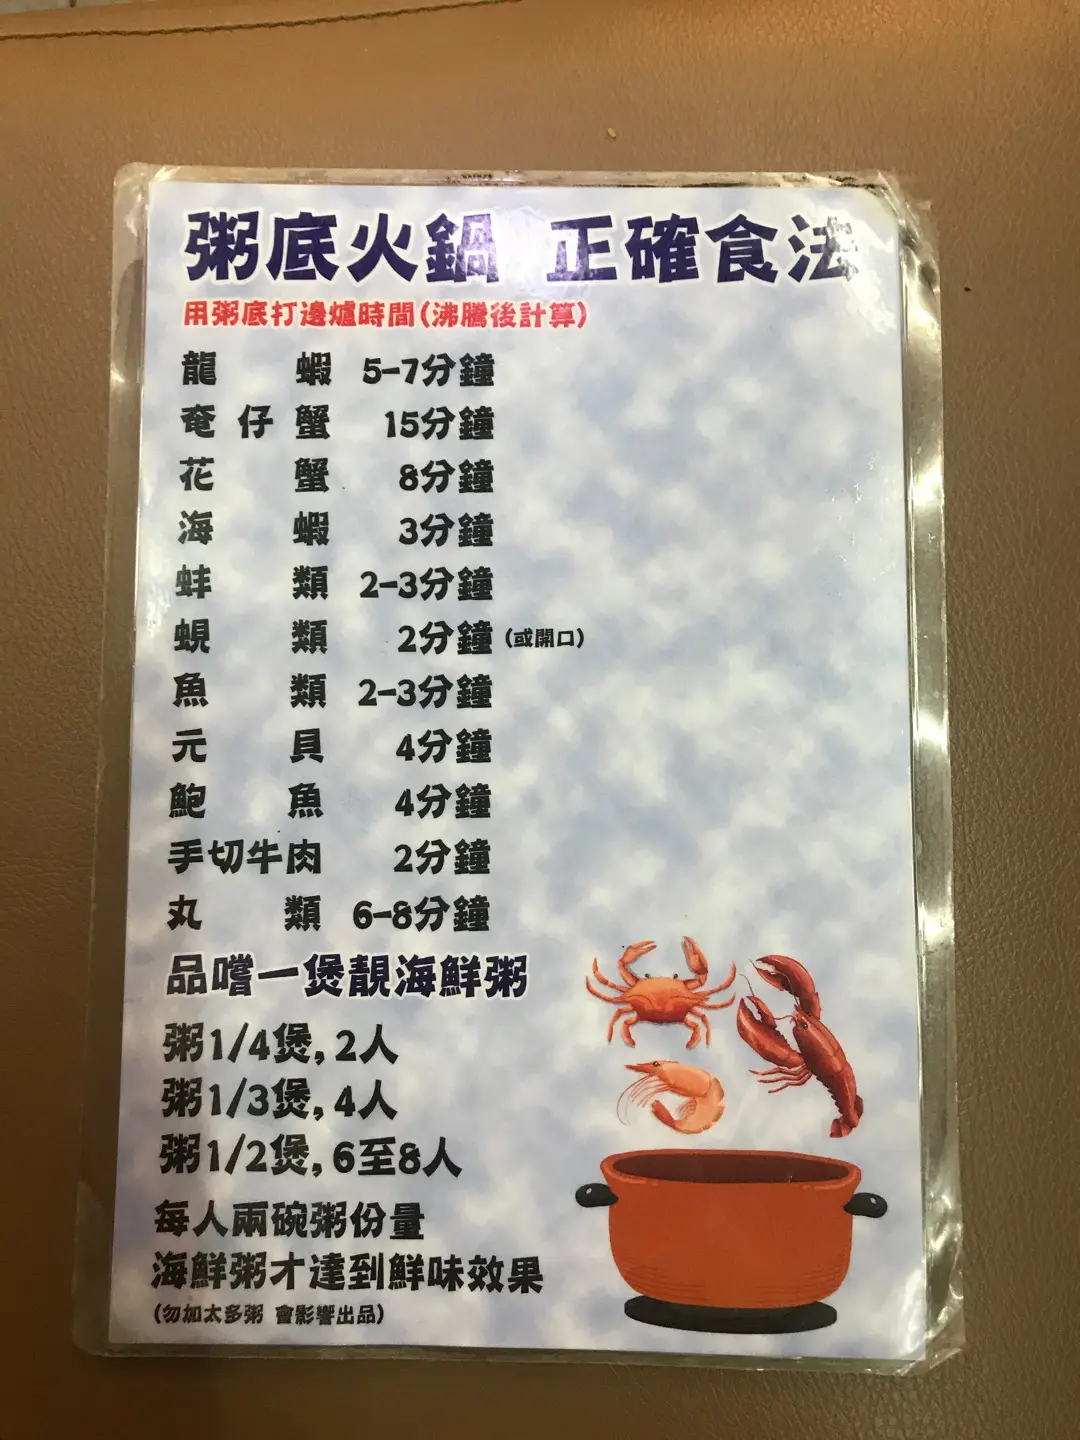 粥底火鍋 正確食法
用粥底打邊爐時間(沸騰後計算)
龍蝦 5-7分鐘
奄仔蟹 15分鐘
花蟹 8分鐘
海蝦 3分鐘
蚌類 2-3分鐘
蜆類 2分鐘(或開口)
魚類 2-3分鐘
元貝 4分鐘
鮑魚 4分鐘
手切牛肉 2分鐘
丸類 6-8分鐘
品嚐一煲靚海鮮粥
粥1/4煲,2人
粥1/3煲,4人
粥1/2煲,6至8人
每人兩碗粥份量
海鮮粥才達到鮮味效果
(勿加太多粥 會影響出品)